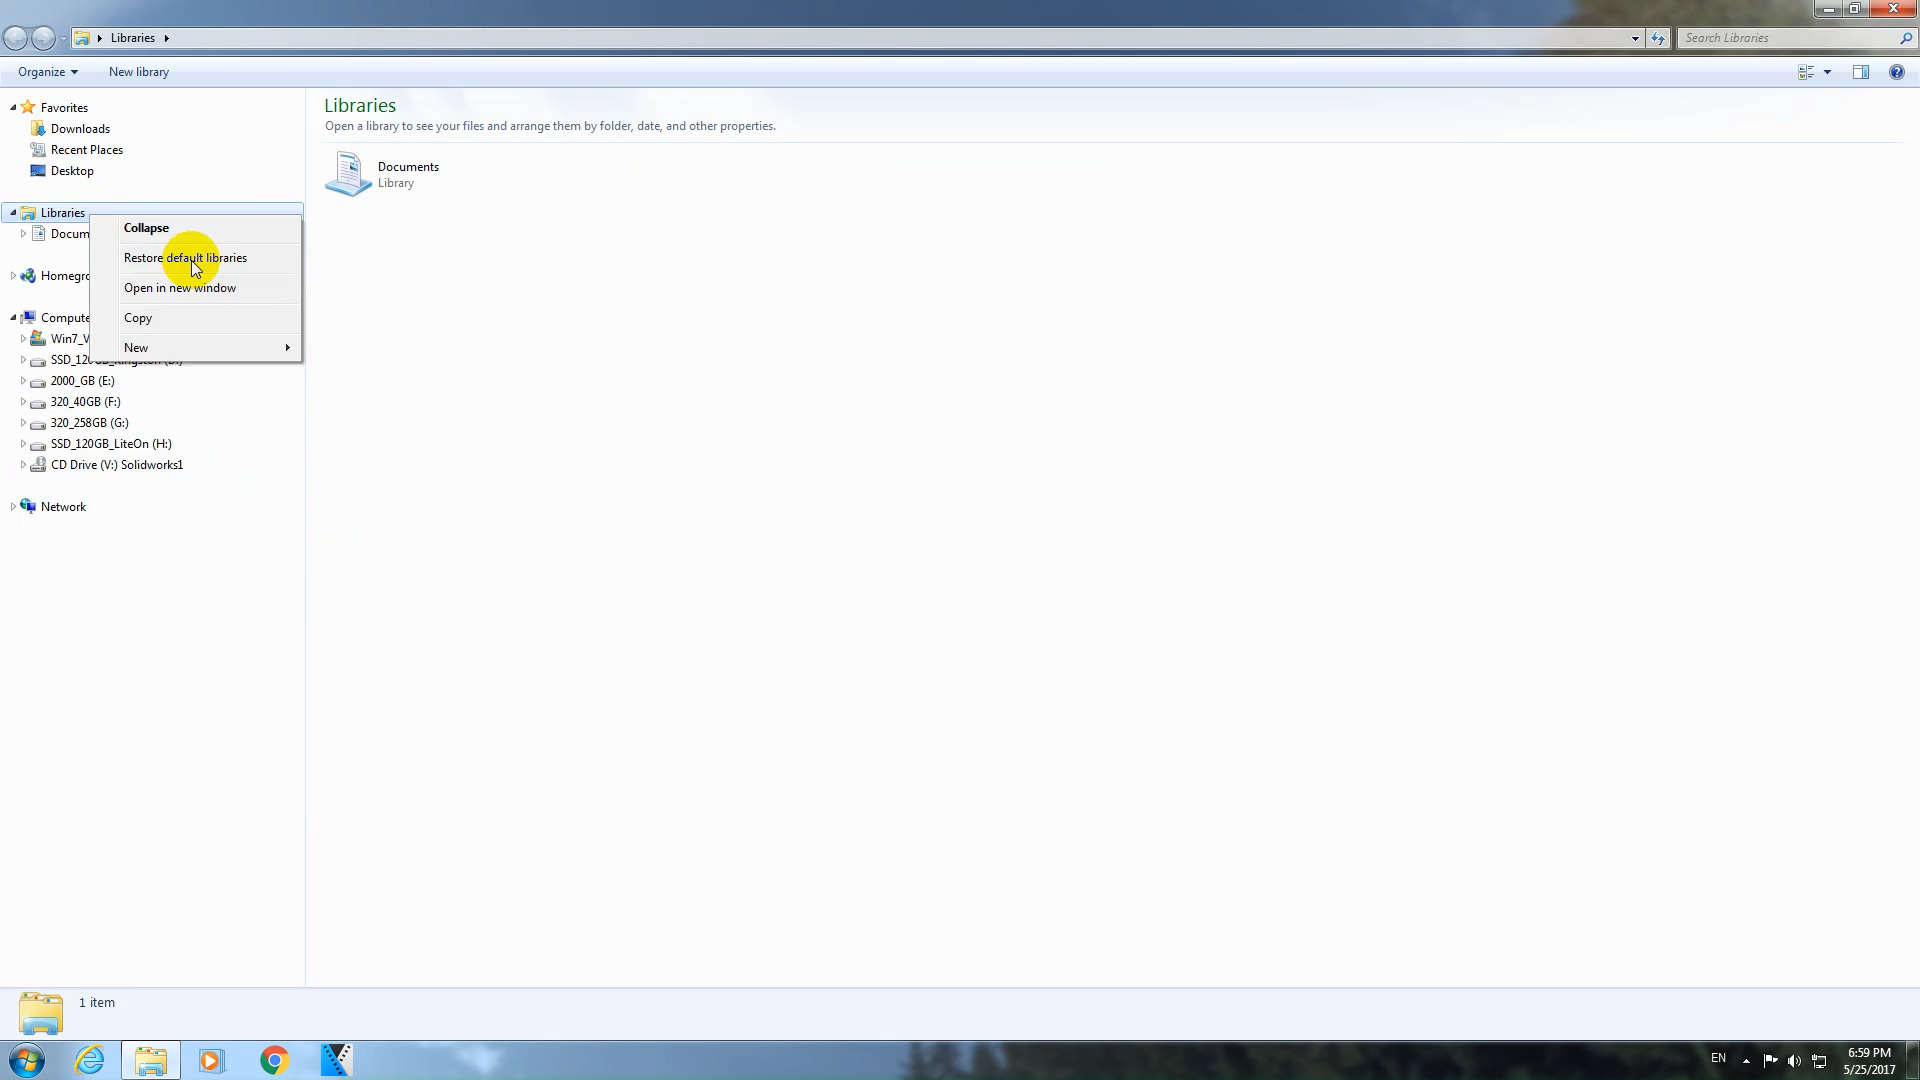 Libraries
Search Libraries
Organize
New library
Favorites
Downloads
Recent Places
Desktop
Libraries
Docum
Homegro
Compute
Win7_V
2000_GB (E:)
320_40GB (F:)
320_258GB (G:)
SSD_120GB_LiteOn (H:)
CD Drive (V:) Solidworks1
Network
Collapse
Restore default libraries
Open in new window
Copy
New
Libraries
Open a library to see your files and arrange them by folder, date, and other properties.
Documents
Library
1 item
EN
6:59 PM
5/25/2017